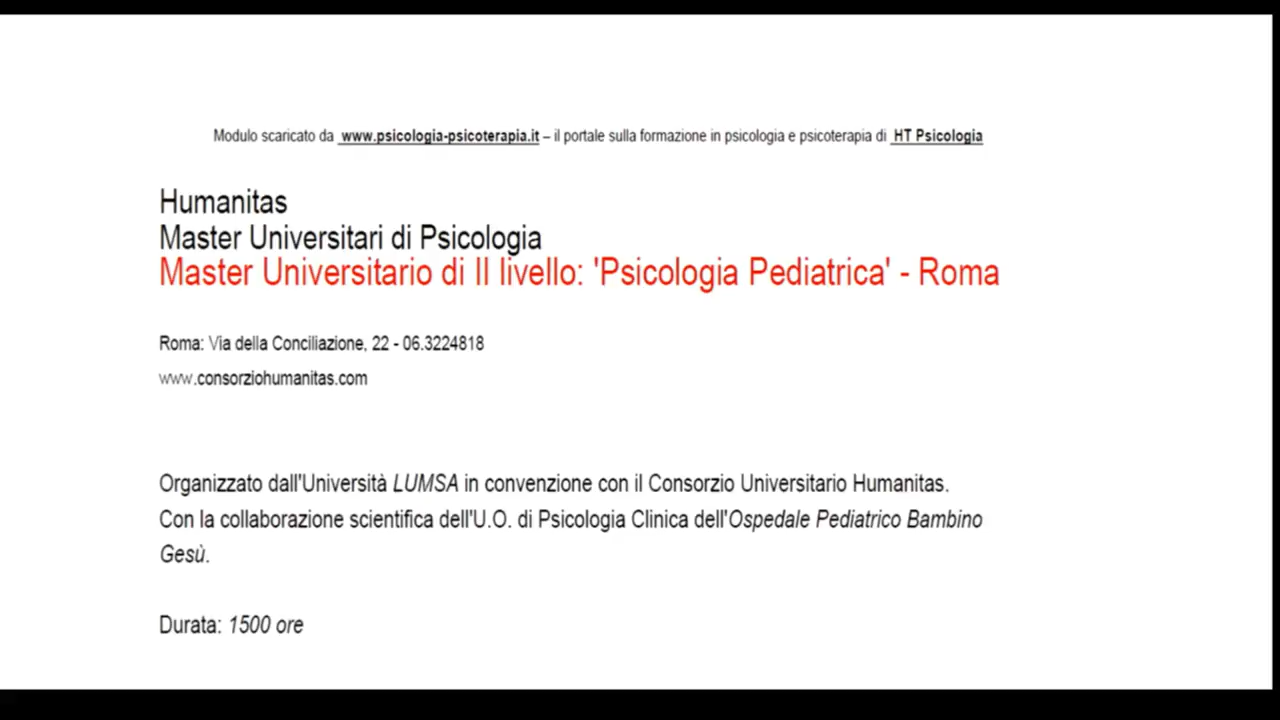 Modulo scaricato da www.psicologia-psicoterapia.it – il portale sulla formazione in psicologia e psicoterapia di HT Psicologia
Humanitas
Master Universitari di Psicologia
Master Universitario di II livello: 'Psicologia Pediatrica' - Roma
Roma: Via della Conciliazione, 22 - 06.3224818
www.consorziohumanitas.com
Organizzato dall'Università LUMSA in convenzione con il Consorzio Universitario Humanitas.
Con la collaborazione scientifica dell'U.O. di Psicologia Clinica dell'Ospedale Pediatrico Bambino
Gesù.
Durata: 1500 ore